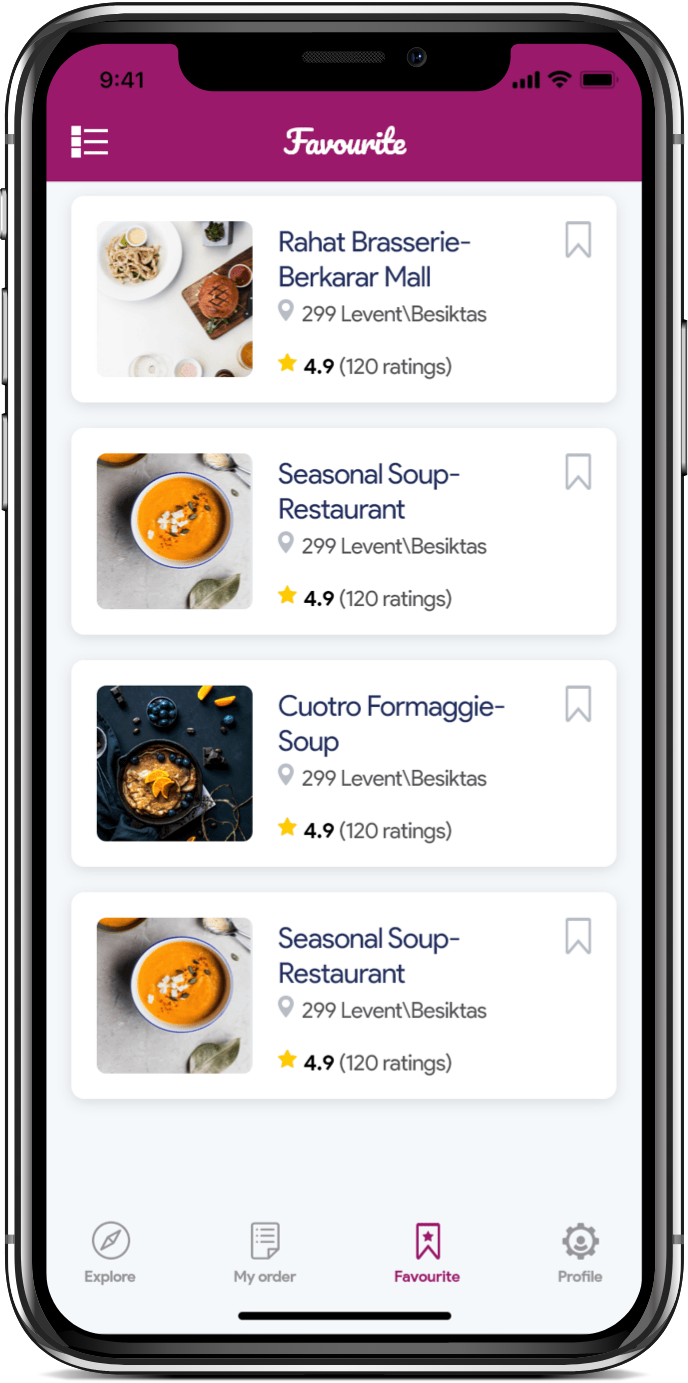 9:41
Favourite
Rahat Brasserie-
Berkarar Mall
299 Levent\Besiktas
4.9 (120 ratings)
Seasonal Soup-
Restaurant
299 Levent\Besiktas
4.9 (120 ratings)
Cuotro Formaggie-
Soup
299 Levent\Besiktas
4.9 (120 ratings)
Seasonal Soup-
Restaurant
299 Levent\Besiktas
4.9 (120 ratings)
Explore
My order
Favourite
Profile